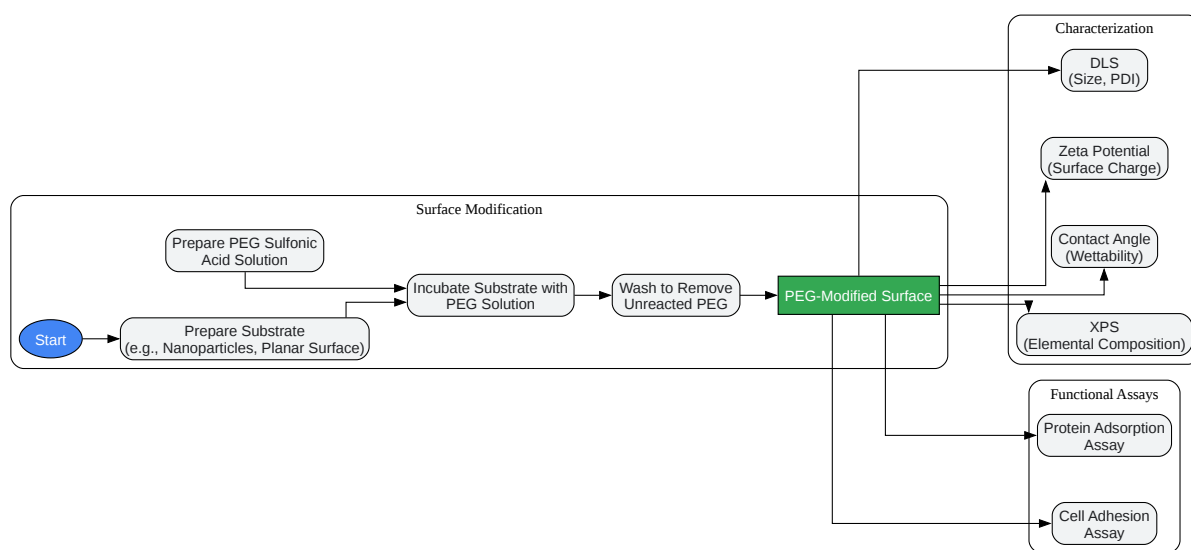 Surface Modification
Start
Prepare PEG Sulfonic
Acid Solution
Prepare Substrate
(e.g., Nanoparticles, Planar Surface)
Incubate Substrate with
PEG Solution
Wash to Remove
Unreacted PEG
PEG-Modified Surface
Characterization
DLS
(Size, PDI)
Zeta Potential
(Surface Charge)
Contact Angle
(Wettability)
XPS
(Elemental Composition)
Functional Assays
Protein Adsorption
Assay
Cell Adhesion
Assay